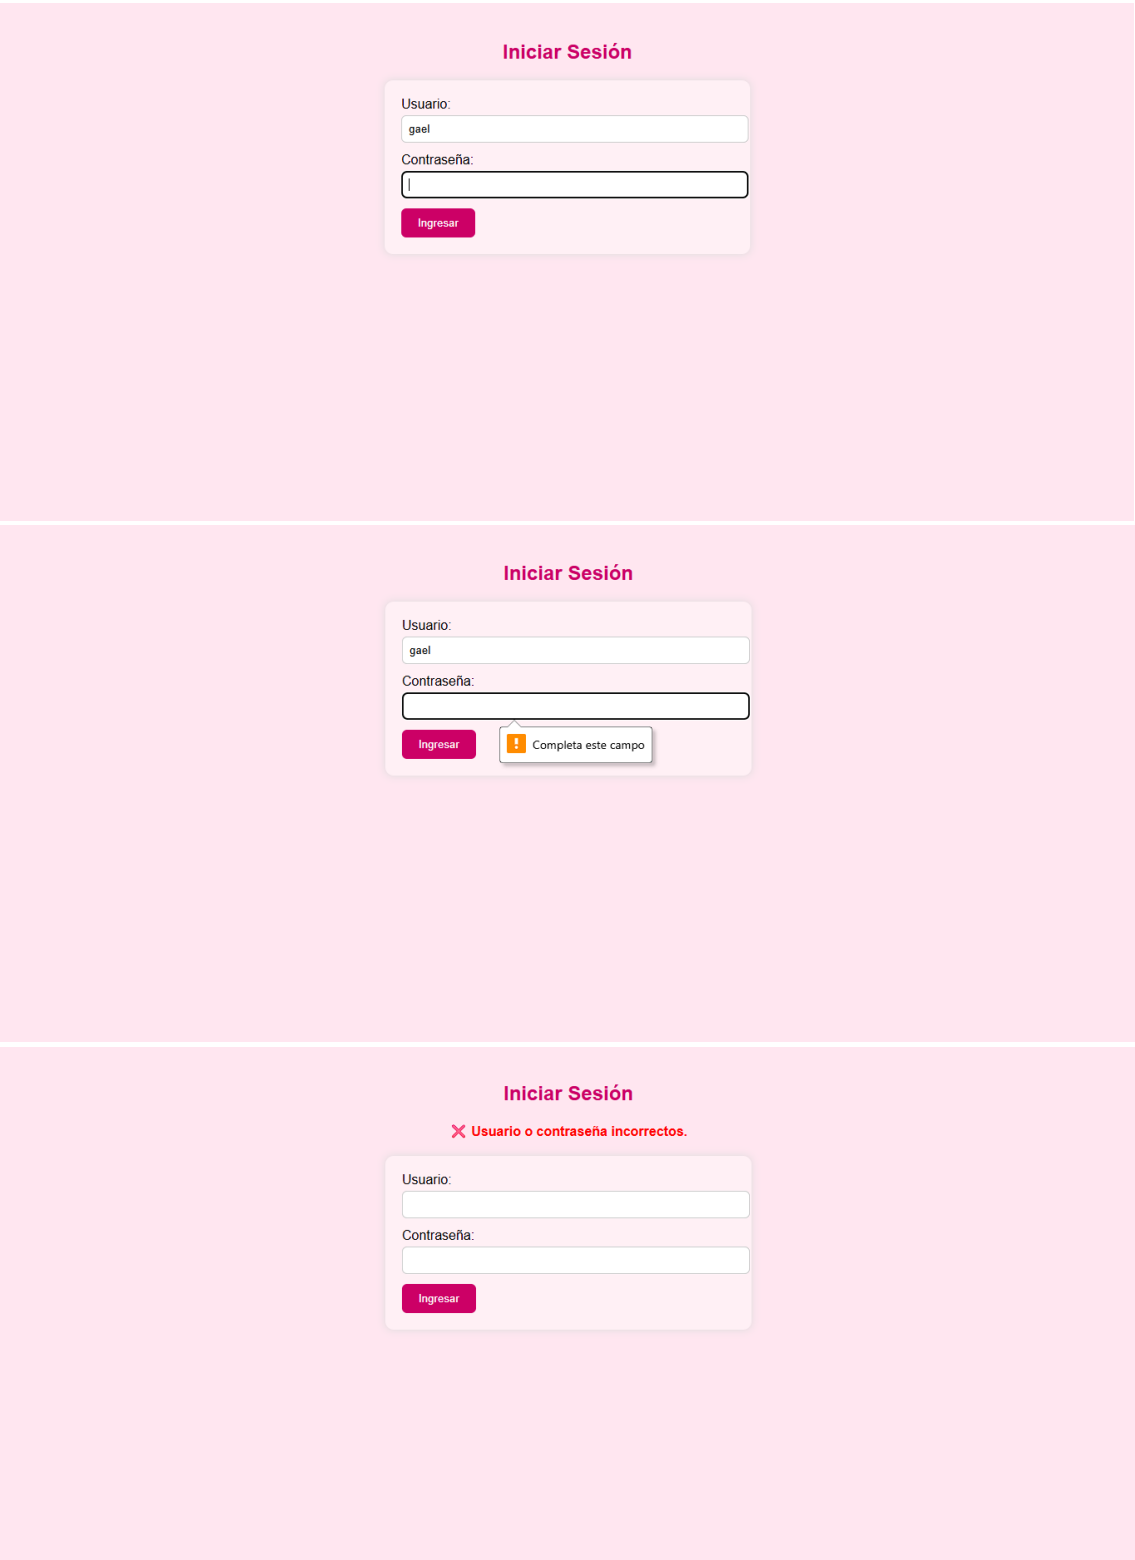 Iniciar Sesión
Usuario:
gael
Contraseña:
Ingresar
Iniciar Sesión
Usuario:
gael
Contraseña:
Ingresar
Completa este campo
Iniciar Sesión
❌ Usuario o contraseña incorrectos.
Usuario:
Contraseña:
Ingresar